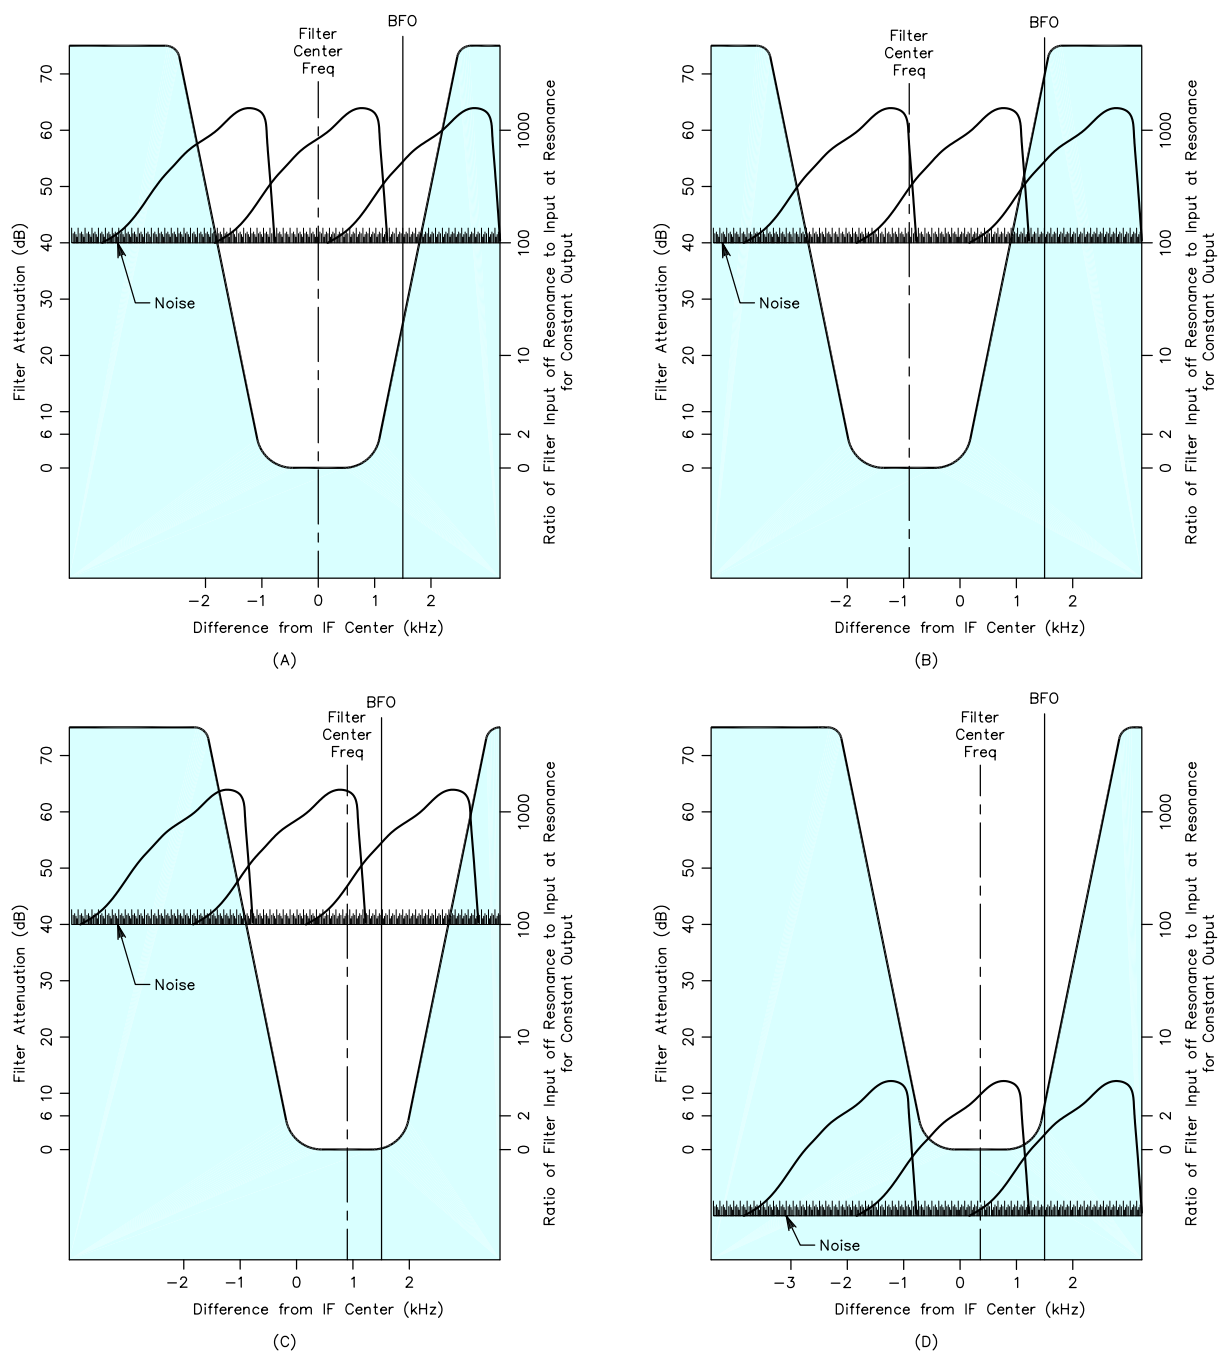 BFO
Filter
Center
Freq
70
60
50
40
30
20
10
6
0
Filter Attenuation (dB)
1000
100
10
2
0
Ratio of Filter Input off Resonance to Input at Resonance
for Constant Output
Noise
−2 −1 0 1 2
Difference from IF Center (kHz)
(A)
BFO
Filter
Center
Freq
70
60
50
40
30
20
10
6
0
Filter Attenuation (dB)
1000
100
10
2
0
Ratio of Filter Input off Resonance to Input at Resonance
for Constant Output
Noise
−2 −1 0 1 2
Difference from IF Center (kHz)
(B)
BFO
Filter
Center
Freq
70
60
50
40
30
20
10
6
0
Filter Attenuation (dB)
1000
100
10
2
0
Ratio of Filter Input off Resonance to Input at Resonance
for Constant Output
Noise
−2 −1 0 1 2
Difference from IF Center (kHz)
(C)
BFO
Filter
Center
Freq
70
60
50
40
30
20
10
6
0
Filter Attenuation (dB)
1000
100
10
2
0
Ratio of Filter Input off Resonance to Input at Resonance
for Constant Output
Noise
−3 −2 −1 0 1 2
Difference from IF Center (kHz)
(D)